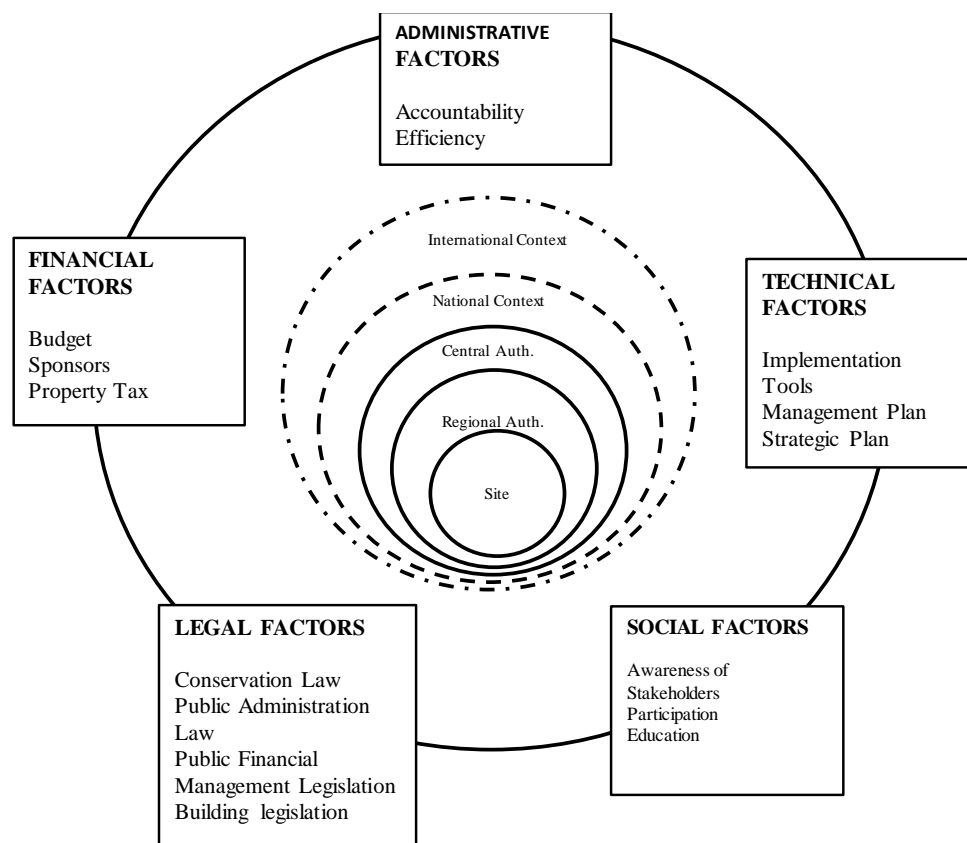 ADMINISTRATIVE
FACTORS
Accountability
Efficiency
International Context
National Context
Central Auth.
Regional Auth.
Site
FINANCIAL
FACTORS
Budget
Sponsors
Property Tax
TECHNICAL
FACTORS
Implementation
Tools
Management Plan
Strategic Plan
LEGAL FACTORS
Conservation Law
Public Administration
Law
Public Financial
Management Legislation
Building legislation
SOCIAL FACTORS
Awareness of
Stakeholders
Participation
Education